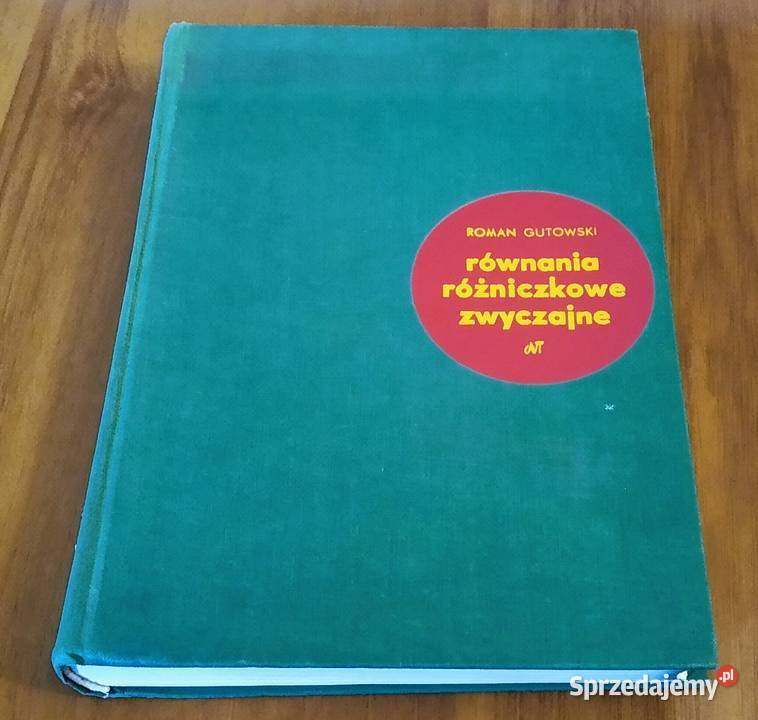 ROMAN GUTOWSKI
równania
różniczkowe
zwyczajne
WNT
Sprzedajemy.pl